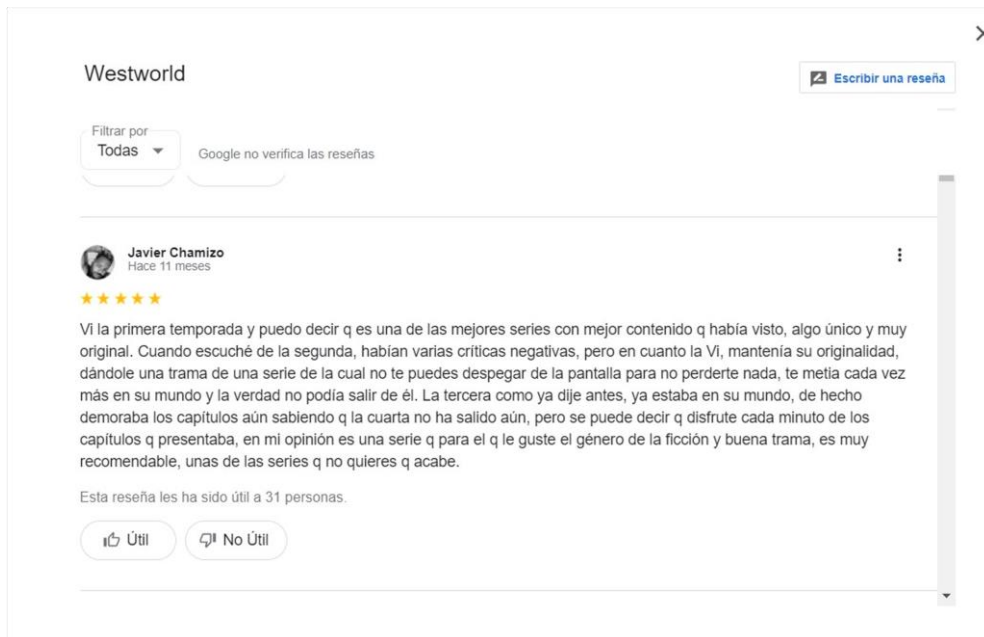 Westworld
Escribir una reseña
Filtrar por
Todas
Google no verifica las reseñas
Javier Chamizo
Hace 11 meses
Vi la primera temporada y puedo decir q es una de las mejores series con mejor contenido q había visto, algo único y muy
original. Cuando escuché de la segunda, habían varias críticas negativas, pero en cuanto la Vi, mantenía su originalidad,
dándole una trama de una serie de la cual no te puedes despegar de la pantalla para no perderte nada, te metia cada vez
más en su mundo y la verdad no podía salir de él. La tercera como ya dije antes, ya estaba en su mundo, de hecho
demoraba los capítulos aún sabiendo q la cuarta no ha salido aún, pero se puede decir q disfrute cada minuto de los
capítulos q presentaba, en mi opinión es una serie q para el q le guste el género de la ficción y buena trama, es muy
recomendable, unas de las series q no quieres q acabe.
Esta reseña les ha sido útil a 31 personas.
Útil
No Útil